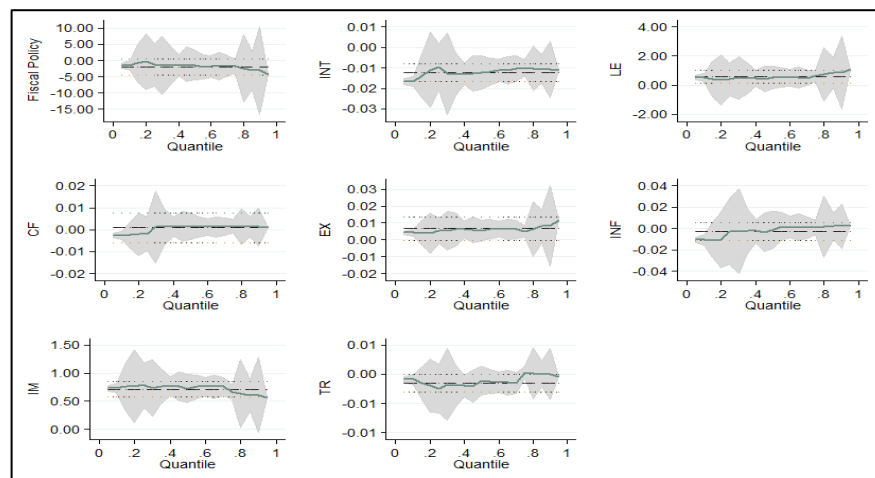 Fiscal Policy
10.00
5.00
0.00
-5.00
-10.00
-15.00
0 .2 .4 .6 .8 1
Quantile
INT
0.01
0.00
-0.01
-0.02
-0.03
0 .2 .4 .6 .8 1
Quantile
LE
4.00
2.00
0.00
-2.00
0 .2 .4 .6 .8 1
Quantile
CF
0.02
0.01
0.00
-0.01
-0.02
0 .2 .4 .6 .8 1
Quantile
EX
0.03
0.02
0.01
0.00
-0.01
-0.02
0 .2 .4 .6 .8 1
Quantile
INF
0.04
0.02
0.00
-0.02
-0.04
0 .2 .4 .6 .8 1
Quantile
IM
1.50
1.00
0.50
0.00
0 .2 .4 .6 .8 1
Quantile
TR
0.01
0.00
-0.01
-0.01
0 .2 .4 .6 .8 1
Quantile